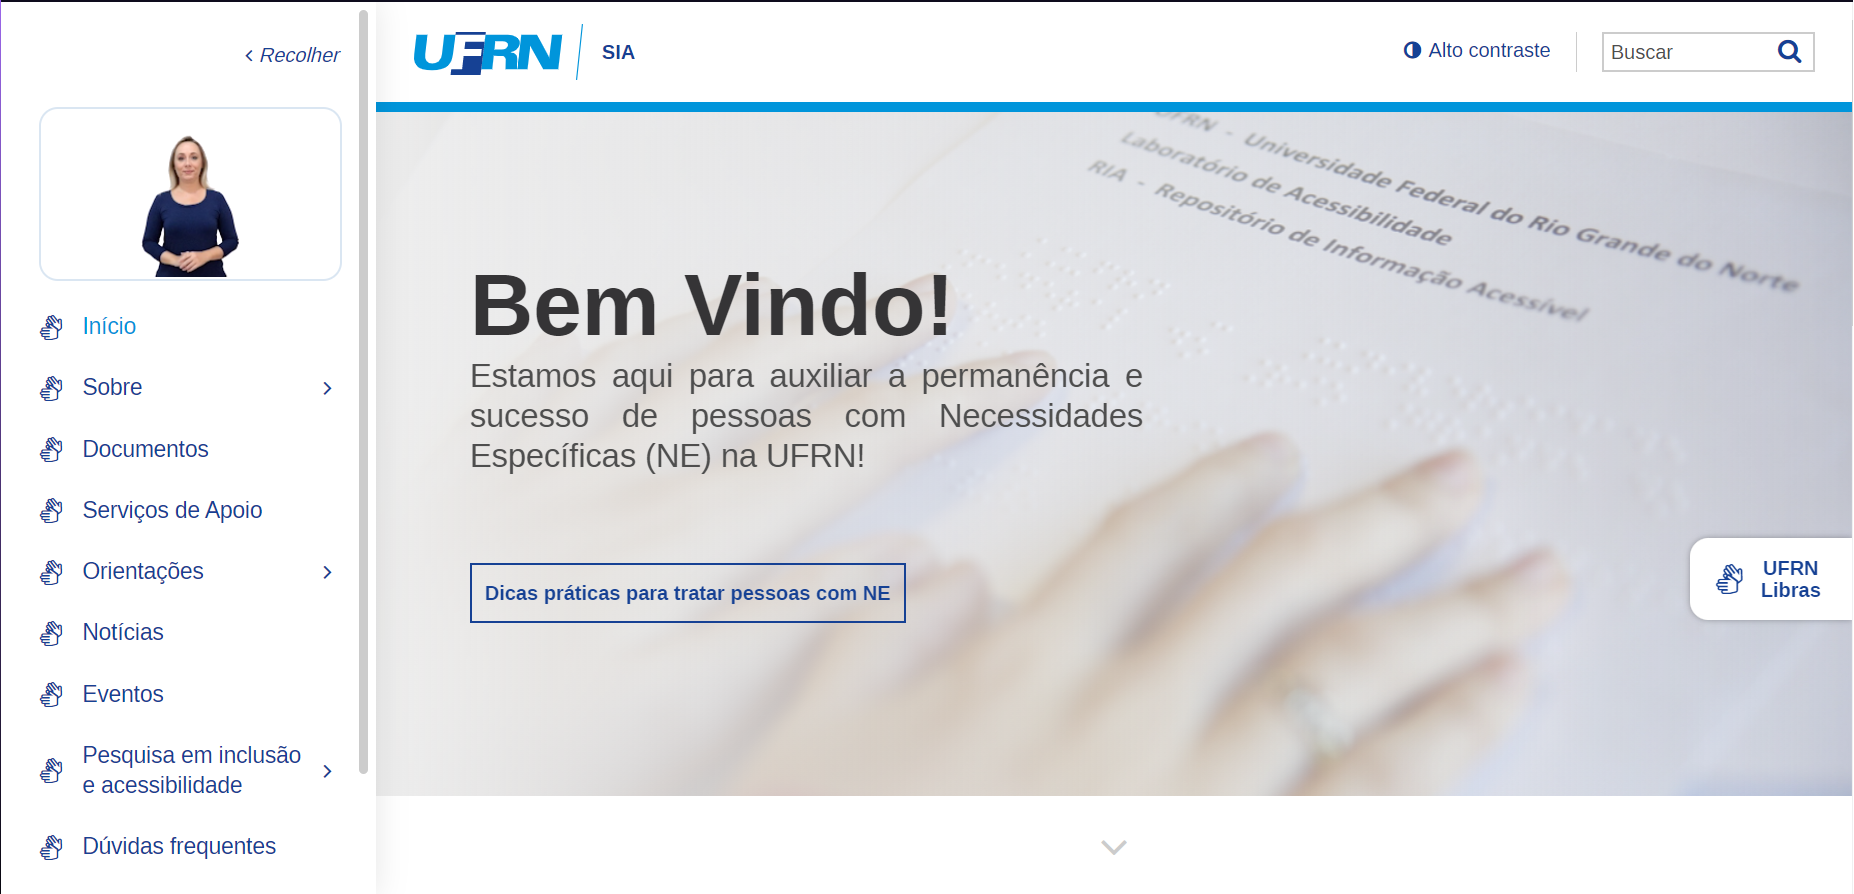 Recolher
Início
Sobre
Documentos
Serviços de Apoio
Orientações
Notícias
Eventos
Pesquisa em inclusão
e acessibilidade
Dúvidas frequentes
UFRN
SIA
Alto contraste
Buscar
UFRN - Universidade Federal do Rio Grande do Norte
Laboratório de Acessibilidade
RIA - Repositório de Informação Acessível
Bem Vindo!
Estamos aqui para auxiliar a permanência e
sucesso de pessoas com Necessidades
Específicas (NE) na UFRN!
Dicas práticas para tratar pessoas com NE
UFRN
Libras